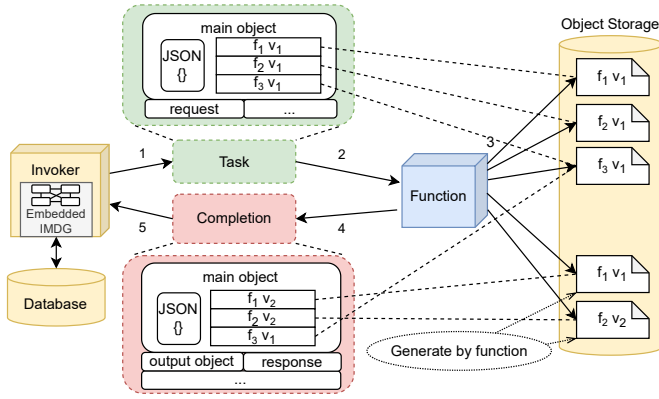 main object
JSON
{}
f1 v1
f2 v1
f3 v1
request
...
Object Storage
f1 v1
f2 v1
f3 v1
f1 v1
f2 v2
Invoker
Embedded
IMDG
Database
1
Task
2
3
Function
Completion
5
4
main object
JSON
{}
f1 v2
f2 v2
f3 v1
output object
response
...
Generate by function